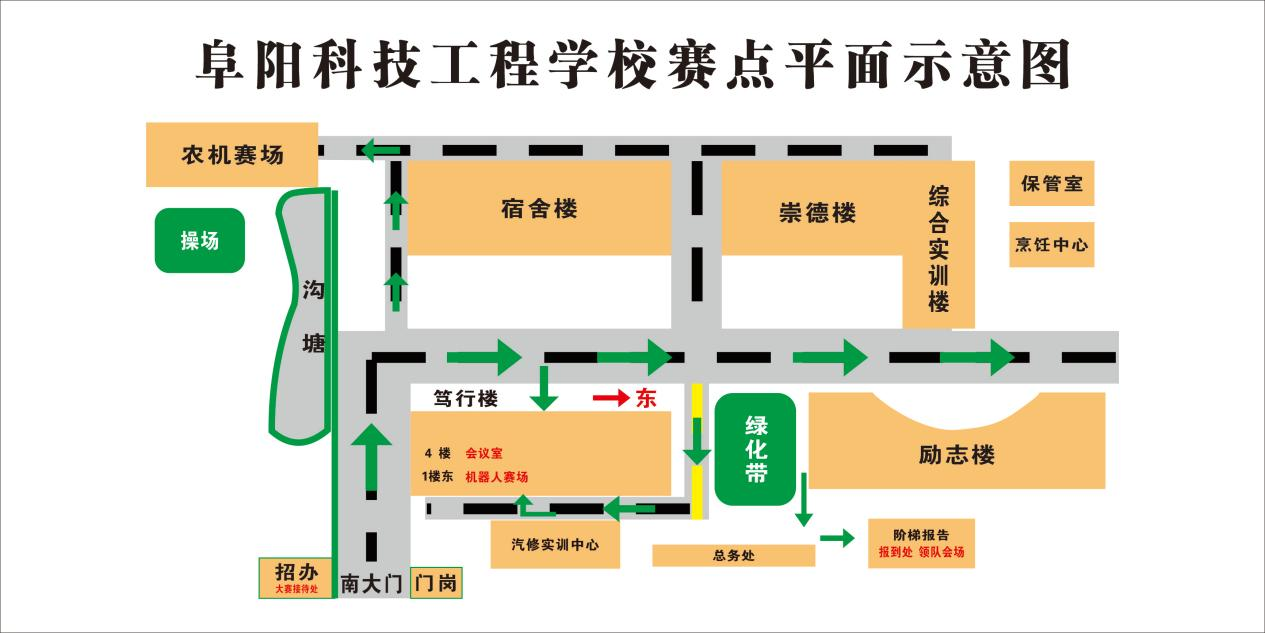 阜阳科技工程学校赛点平面示意图
农机赛场
宿舍楼
崇德楼
综合实训楼
保管室
烹饪中心
操场
沟塘
笃行楼
东
4 楼 会议室
1楼东 机器人赛场
绿化带
励志楼
汽修实训中心
总务处
阶梯报告
报到处 领队会场
招办
大赛接待处
南大门
门岗